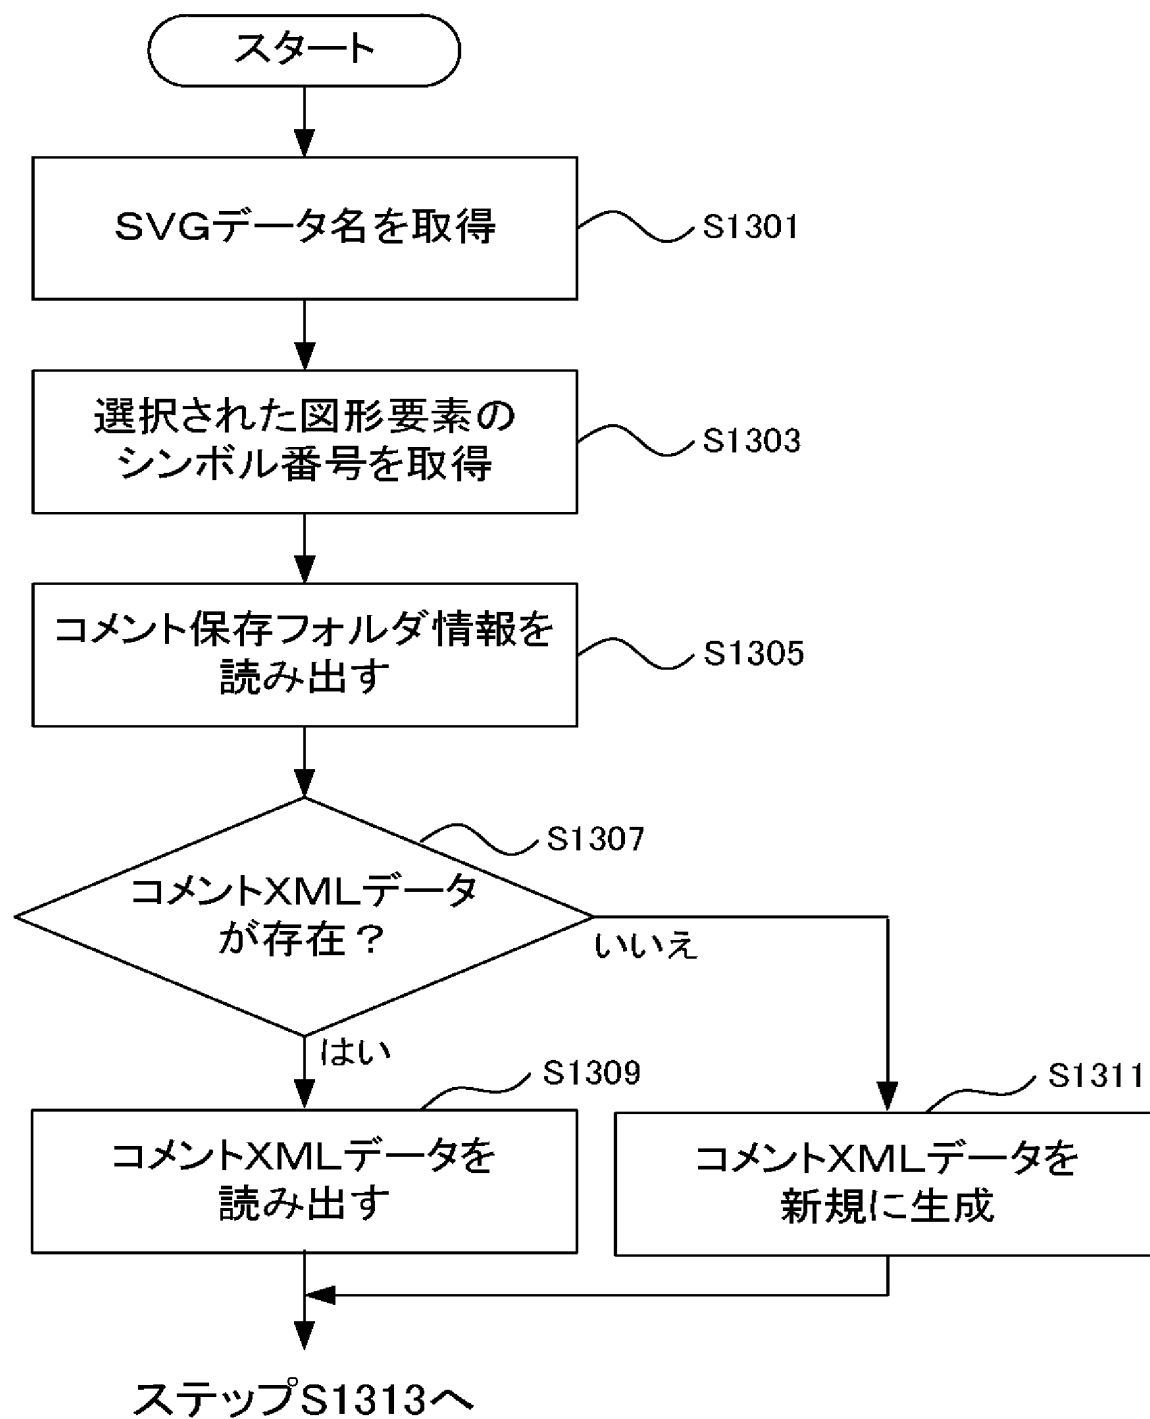 スタート
SVGデータ名を取得
S1301
選択された図形要素の
シンボル番号を取得
S1303
コメント保存フォルダ情報を
読み出す
S1305
S1307
コメントXMLデータ
が存在?
いいえ
はい
S1309
コメントXMLデータを
読み出す
S1311
コメントXMLデータを
新規に生成
ステップS1313へ